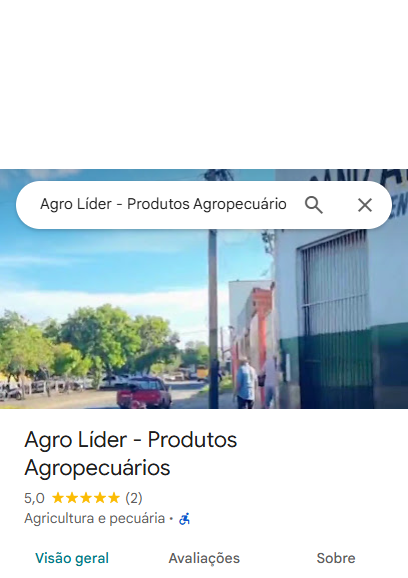 Agro Líder - Produtos Agropecuário
Agro Líder - Produtos
Agropecuários
5,0 (2)
Agricultura e pecuária ·
Visão geral Avaliações Sobre